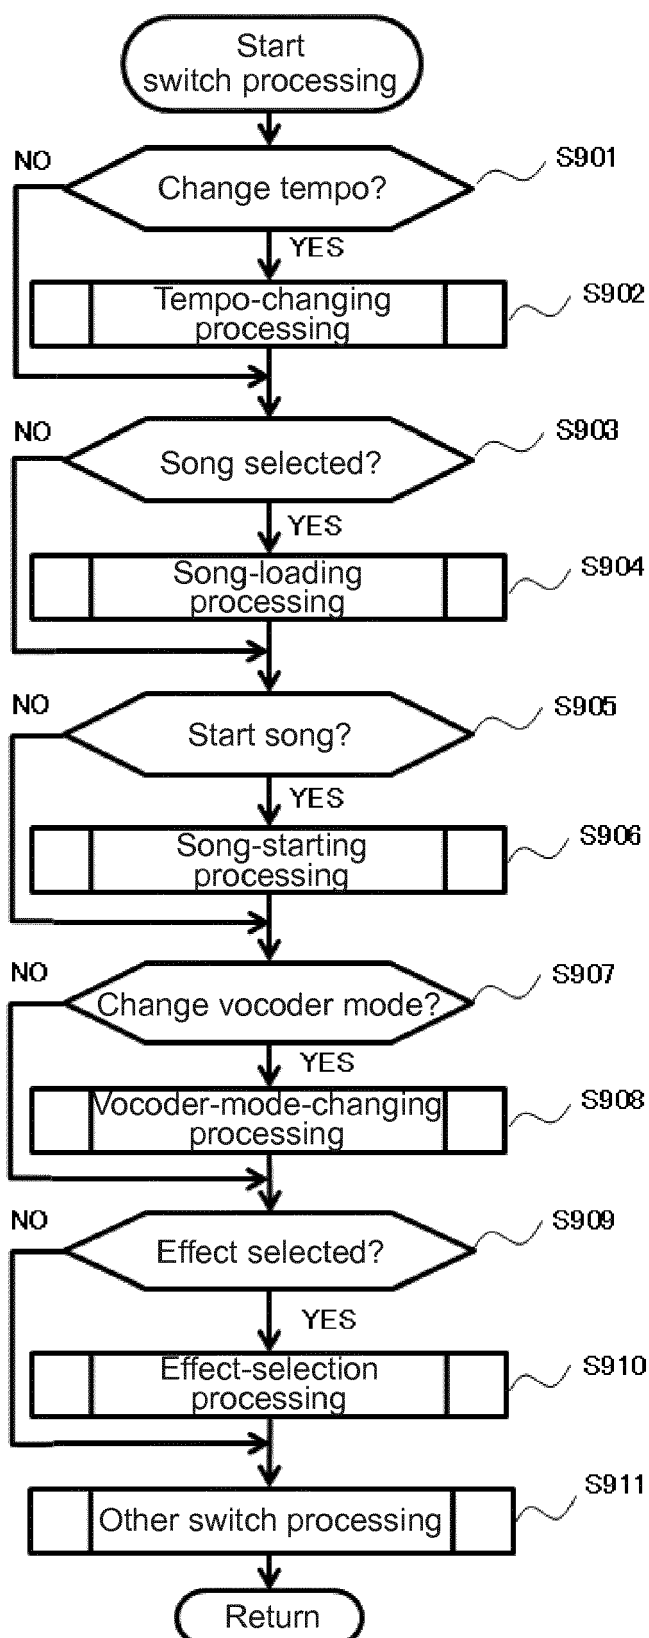 Start
switch processing
NO
Change tempo?
S901
YES
Tempo-changing
processing
S902
NO
Song selected?
S903
YES
Song-loading
processing
S904
NO
Start song?
S905
YES
Song-starting
processing
S906
NO
Change vocoder mode?
S907
YES
Vocoder-mode-changing
processing
S908
NO
Effect selected?
S909
YES
Effect-selection
processing
S910
Other switch processing
S911
Return